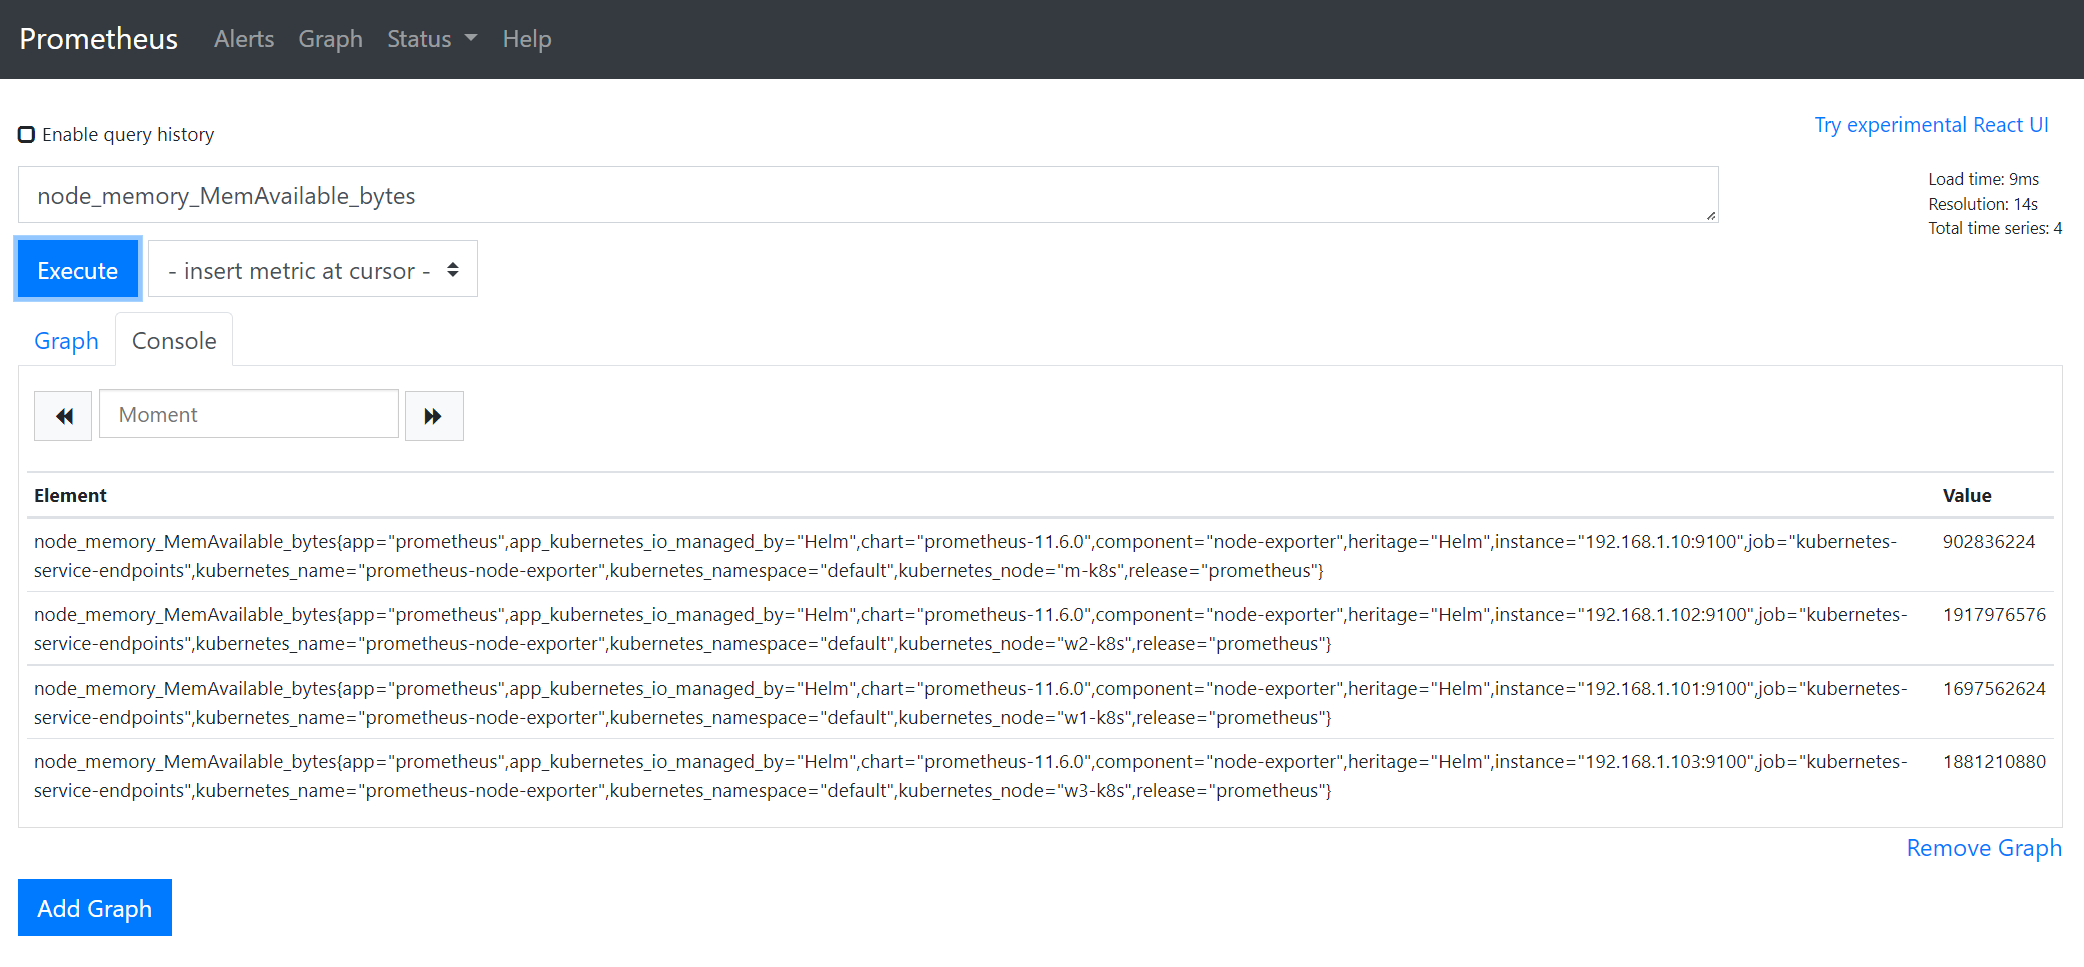 Prometheus Alerts Graph Status Help
Enable query history
Try experimental React UI
node_memory_MemAvailable_bytes
Load time: 9ms
Resolution: 14s
Total time series: 4
Execute
- insert metric at cursor -
Graph Console
Moment
Element Value
node_memory_MemAvailable_bytes{app="prometheus",app_kubernetes_io_managed_by="Helm",chart="prometheus-11.6.0",component="node-exporter",heritage="Helm",instance="192.168.1.10:9100",job="kubernetes- 902836224
service-endpoints",kubernetes_name="prometheus-node-exporter",kubernetes_namespace="default",kubernetes_node="m-k8s",release="prometheus"}
node_memory_MemAvailable_bytes{app="prometheus",app_kubernetes_io_managed_by="Helm",chart="prometheus-11.6.0",component="node-exporter",heritage="Helm",instance="192.168.1.102:9100",job="kubernetes- 1917976576
service-endpoints",kubernetes_name="prometheus-node-exporter",kubernetes_namespace="default",kubernetes_node="w2-k8s",release="prometheus"}
node_memory_MemAvailable_bytes{app="prometheus",app_kubernetes_io_managed_by="Helm",chart="prometheus-11.6.0",component="node-exporter",heritage="Helm",instance="192.168.1.101:9100",job="kubernetes- 1697562624
service-endpoints",kubernetes_name="prometheus-node-exporter",kubernetes_namespace="default",kubernetes_node="w1-k8s",release="prometheus"}
node_memory_MemAvailable_bytes{app="prometheus",app_kubernetes_io_managed_by="Helm",chart="prometheus-11.6.0",component="node-exporter",heritage="Helm",instance="192.168.1.103:9100",job="kubernetes- 1881210880
service-endpoints",kubernetes_name="prometheus-node-exporter",kubernetes_namespace="default",kubernetes_node="w3-k8s",release="prometheus"}
Remove Graph
Add Graph